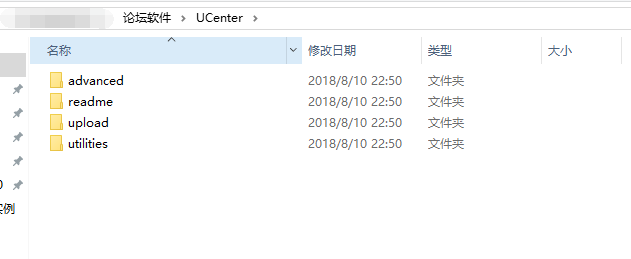 论坛软件 > UCenter >
名称 修改日期 类型 大小
advanced 2018/8/10 22:50 文件夹
readme 2018/8/10 22:50 文件夹
upload 2018/8/10 22:50 文件夹
utilities 2018/8/10 22:50 文件夹
0
实例